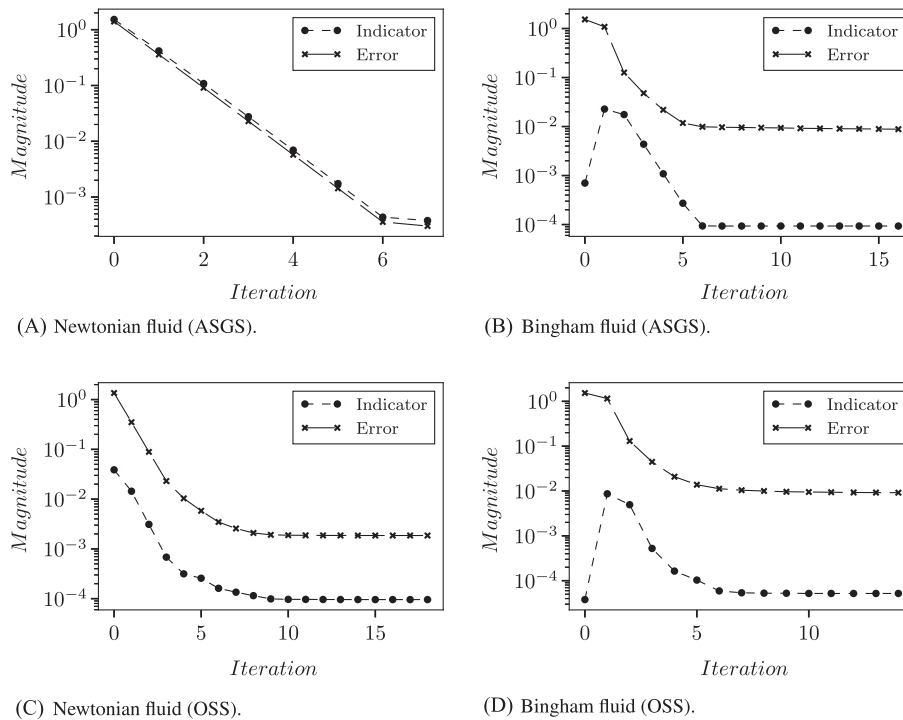 10^0
10^-1
10^-2
10^-3
Magnitude
0 2 4 6
Iteration
Indicator
Error
(A) Newtonian fluid (ASGS).
10^0
10^-1
10^-2
10^-3
10^-4
Magnitude
0 5 10 15
Iteration
Indicator
Error
(B) Bingham fluid (ASGS).
10^0
10^-1
10^-2
10^-3
10^-4
Magnitude
0 5 10 15
Iteration
Indicator
Error
(C) Newtonian fluid (OSS).
10^0
10^-1
10^-2
10^-3
10^-4
Magnitude
0 5 10
Iteration
Indicator
Error
(D) Bingham fluid (OSS).